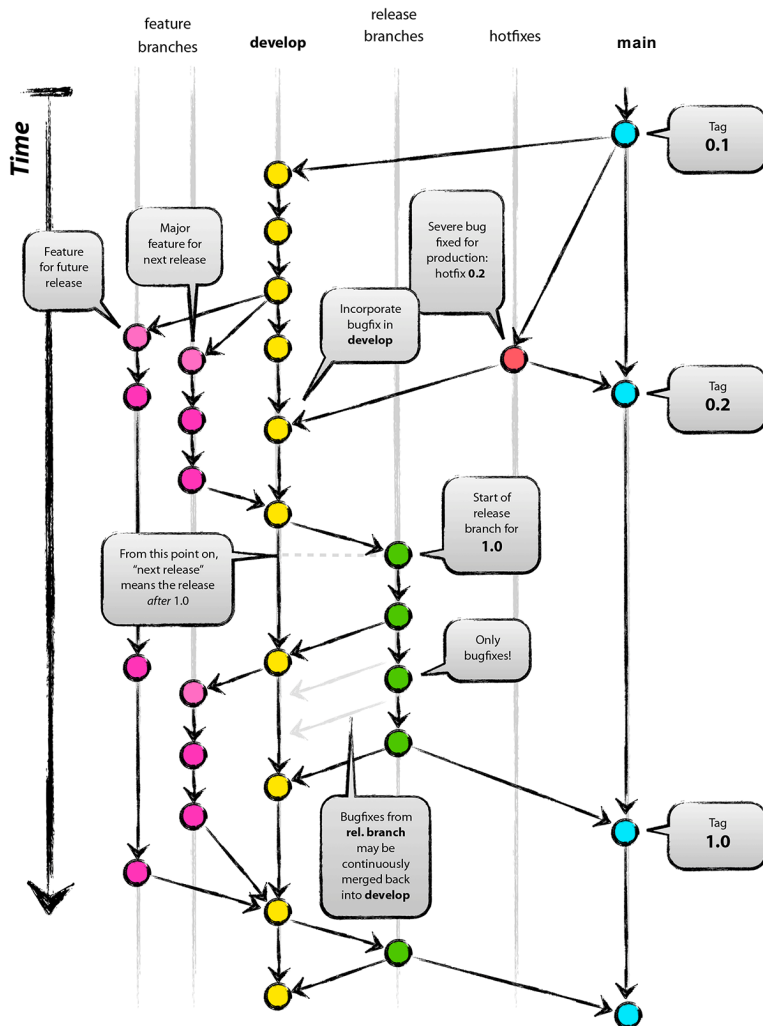 feature
branches
develop
release
branches
hotfixes
main
Time
Tag
0.1
Feature
for future
release
Major
feature for
next release
Severe bug
fixed for
production:
hotfix 0.2
Incorporate
bugfix in
develop
Tag
0.2
Start of
release
branch for
1.0
From this point on,
“next release”
means the release
after 1.0
Only
bugfixes!
Bugfixes from
rel. branch
may be
continuously
merged back
into develop
Tag
1.0